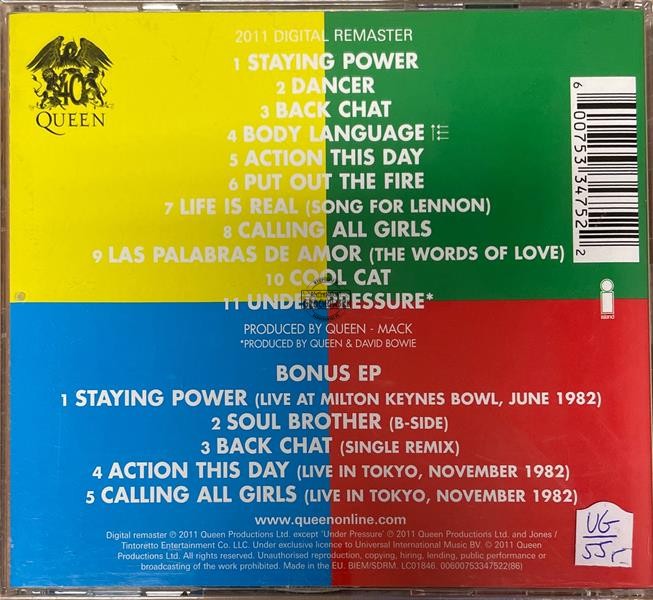 40
QUEEN
2011 DIGITAL REMASTER
1 STAYING POWER
2 DANCER
3 BACK CHAT
4 BODY LANGUAGE
5 ACTION THIS DAY
6 PUT OUT THE FIRE
7 LIFE IS REAL (SONG FOR LENNON)
8 CALLING ALL GIRLS
9 LAS PALABRAS DE AMOR (THE WORDS OF LOVE)
10 COOL CAT
11 UNDER PRESSURE*
PRODUCED BY QUEEN - MACK
*PRODUCED BY QUEEN & DAVID BOWIE
6 00753 34752 2
island
BONUS EP
1 STAYING POWER (LIVE AT MILTON KEYNES BOWL, JUNE 1982)
2 SOUL BROTHER (B-SIDE)
3 BACK CHAT (SINGLE REMIX)
4 ACTION THIS DAY (LIVE IN TOKYO, NOVEMBER 1982)
5 CALLING ALL GIRLS (LIVE IN TOKYO, NOVEMBER 1982)
www.queenonline.com
Digital remaster ℗ 2011 Queen Productions Ltd. except 'Under Pressure' ℗ 2011 Queen Productions Ltd. and Jones /
Tintoretto Entertainment Co. LLC. Under exclusive licence to Universal International Music BV. © 2011 Queen
Productions Ltd. All rights reserved. Unauthorised reproduction, copying, hiring, lending, public performance or
broadcasting of the work prohibited. Made in the EU. BIEM/SDRM. LC01846. 00600753347522(86)
VG
55,-